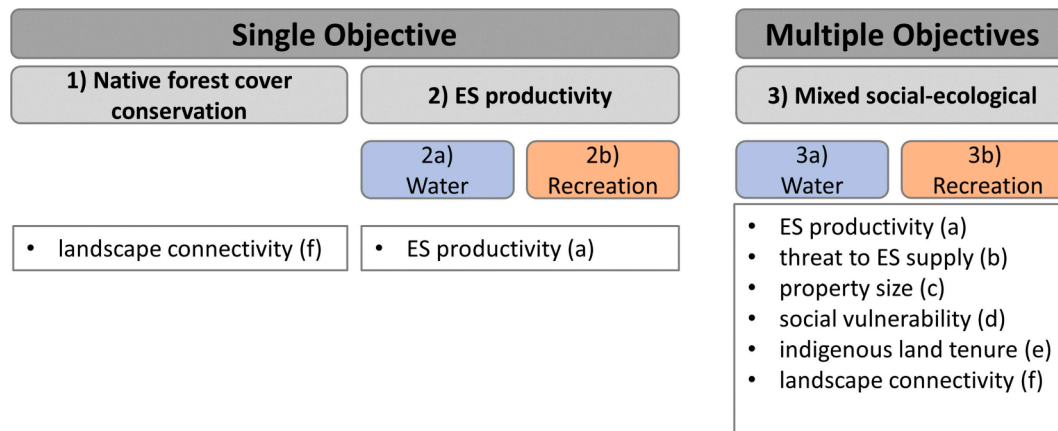 Single Objective
1) Native forest cover
conservation
2) ES productivity
2a)
Water
2b)
Recreation
• landscape connectivity (f)
• ES productivity (a)
Multiple Objectives
3) Mixed social-ecological
3a)
Water
3b)
Recreation
• ES productivity (a)
• threat to ES supply (b)
• property size (c)
• social vulnerability (d)
• indigenous land tenure (e)
• landscape connectivity (f)